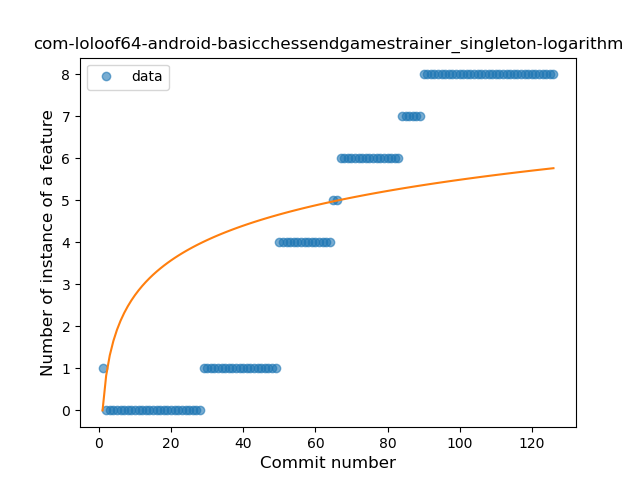 com-loloof64-android-basicchessendgamestrainer_singleton-logarithm
data
8
7
6
5
4
3
2
1
0
Number of instance of a feature
0 20 40 60 80 100 120
Commit number